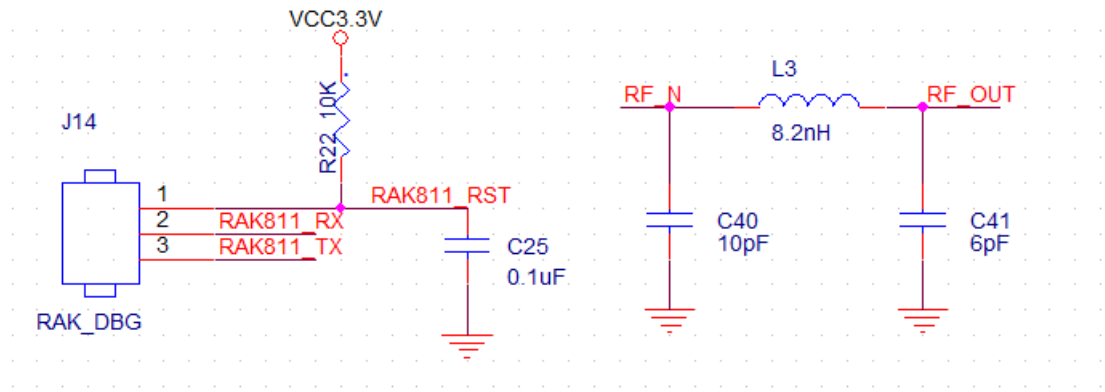 VCC3.3V
R22 10K
J14
1
RAK811_RST
2
RAK811_RX
3
RAK811_TX
C25
0.1uF
RAK_DBG
L3
RF_N
RF_OUT
8.2nH
C40
10pF
C41
6pF